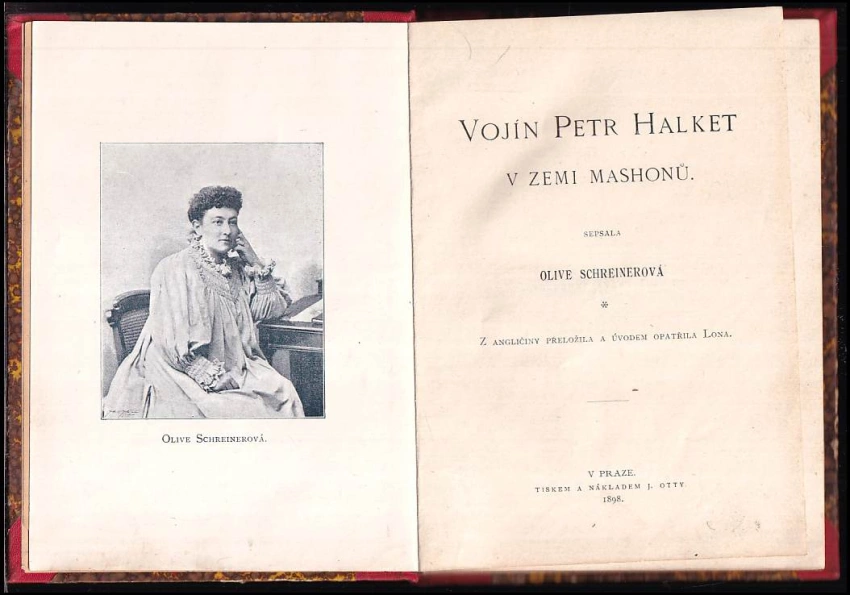 Olive Schreinerová.
Vojín Petr Halket
v zemi Mashonů.
SEPSALA
OLIVE SCHREINEROVÁ
*
Z angličiny přeložila a úvodem opatřila Lona.
V PRAZE.
TISKEM A NÁKLADEM J. OTTY.
1898.